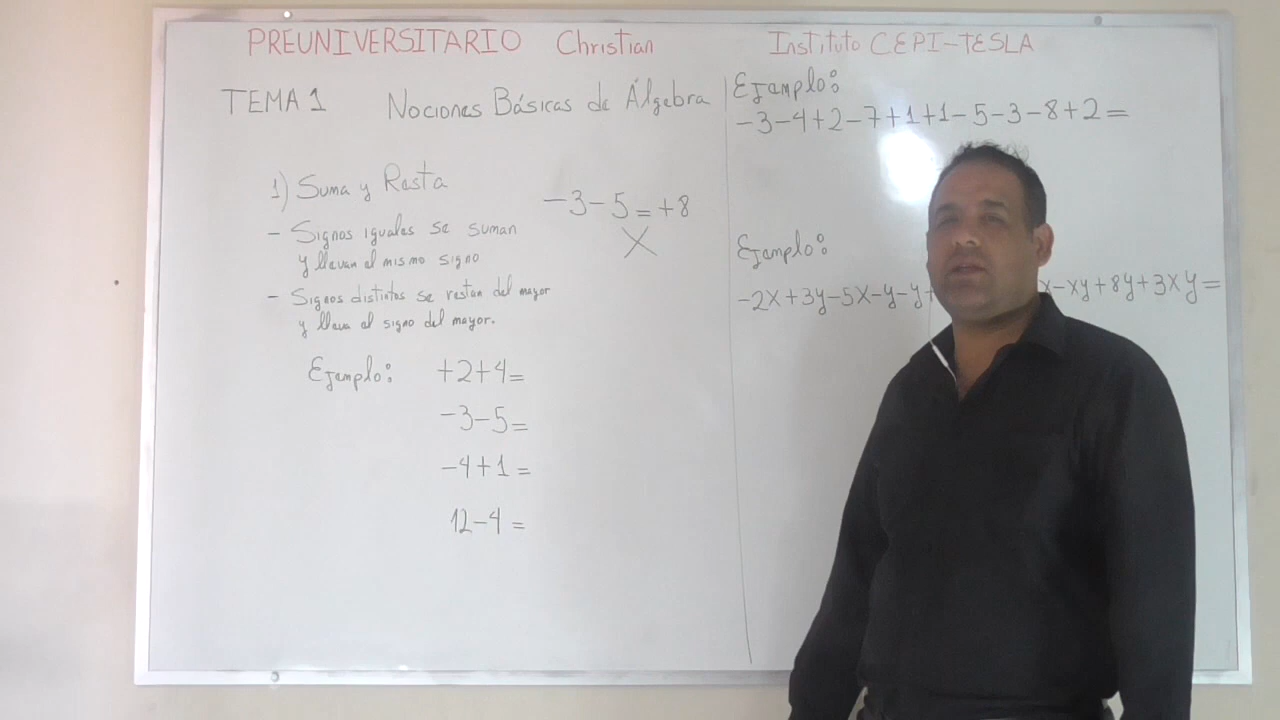 PREUNIVERSITARIO Christian
Instituto CEPI-TESLA
TEMA 1 Nociones Básicas de Álgebra
1) Suma y Resta
- Signos iguales se suman
y llevan el mismo signo
- Signos distintos se restan del mayor
y lleva el signo del mayor.
-3-5=+8
X
Ejemplo: +2+4=
-3-5=
-4+1=
12-4=
Ejemplo:
-3-4+2-7+1+1-5-3-8+2=
Ejemplo:
-2x+3y-5x-y-y+ x-xy+8y+3xy=